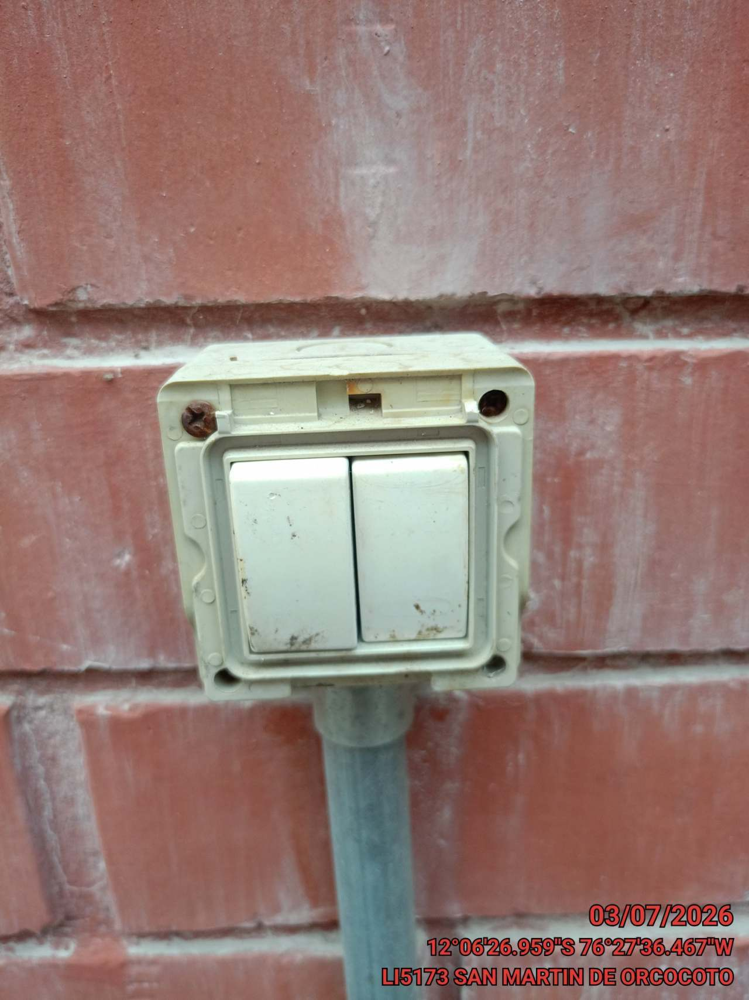 03/07/2026
12°06'26.959"S 76°27'36.467"W
LI5173 SAN MARTIN DE ORCOCOTO